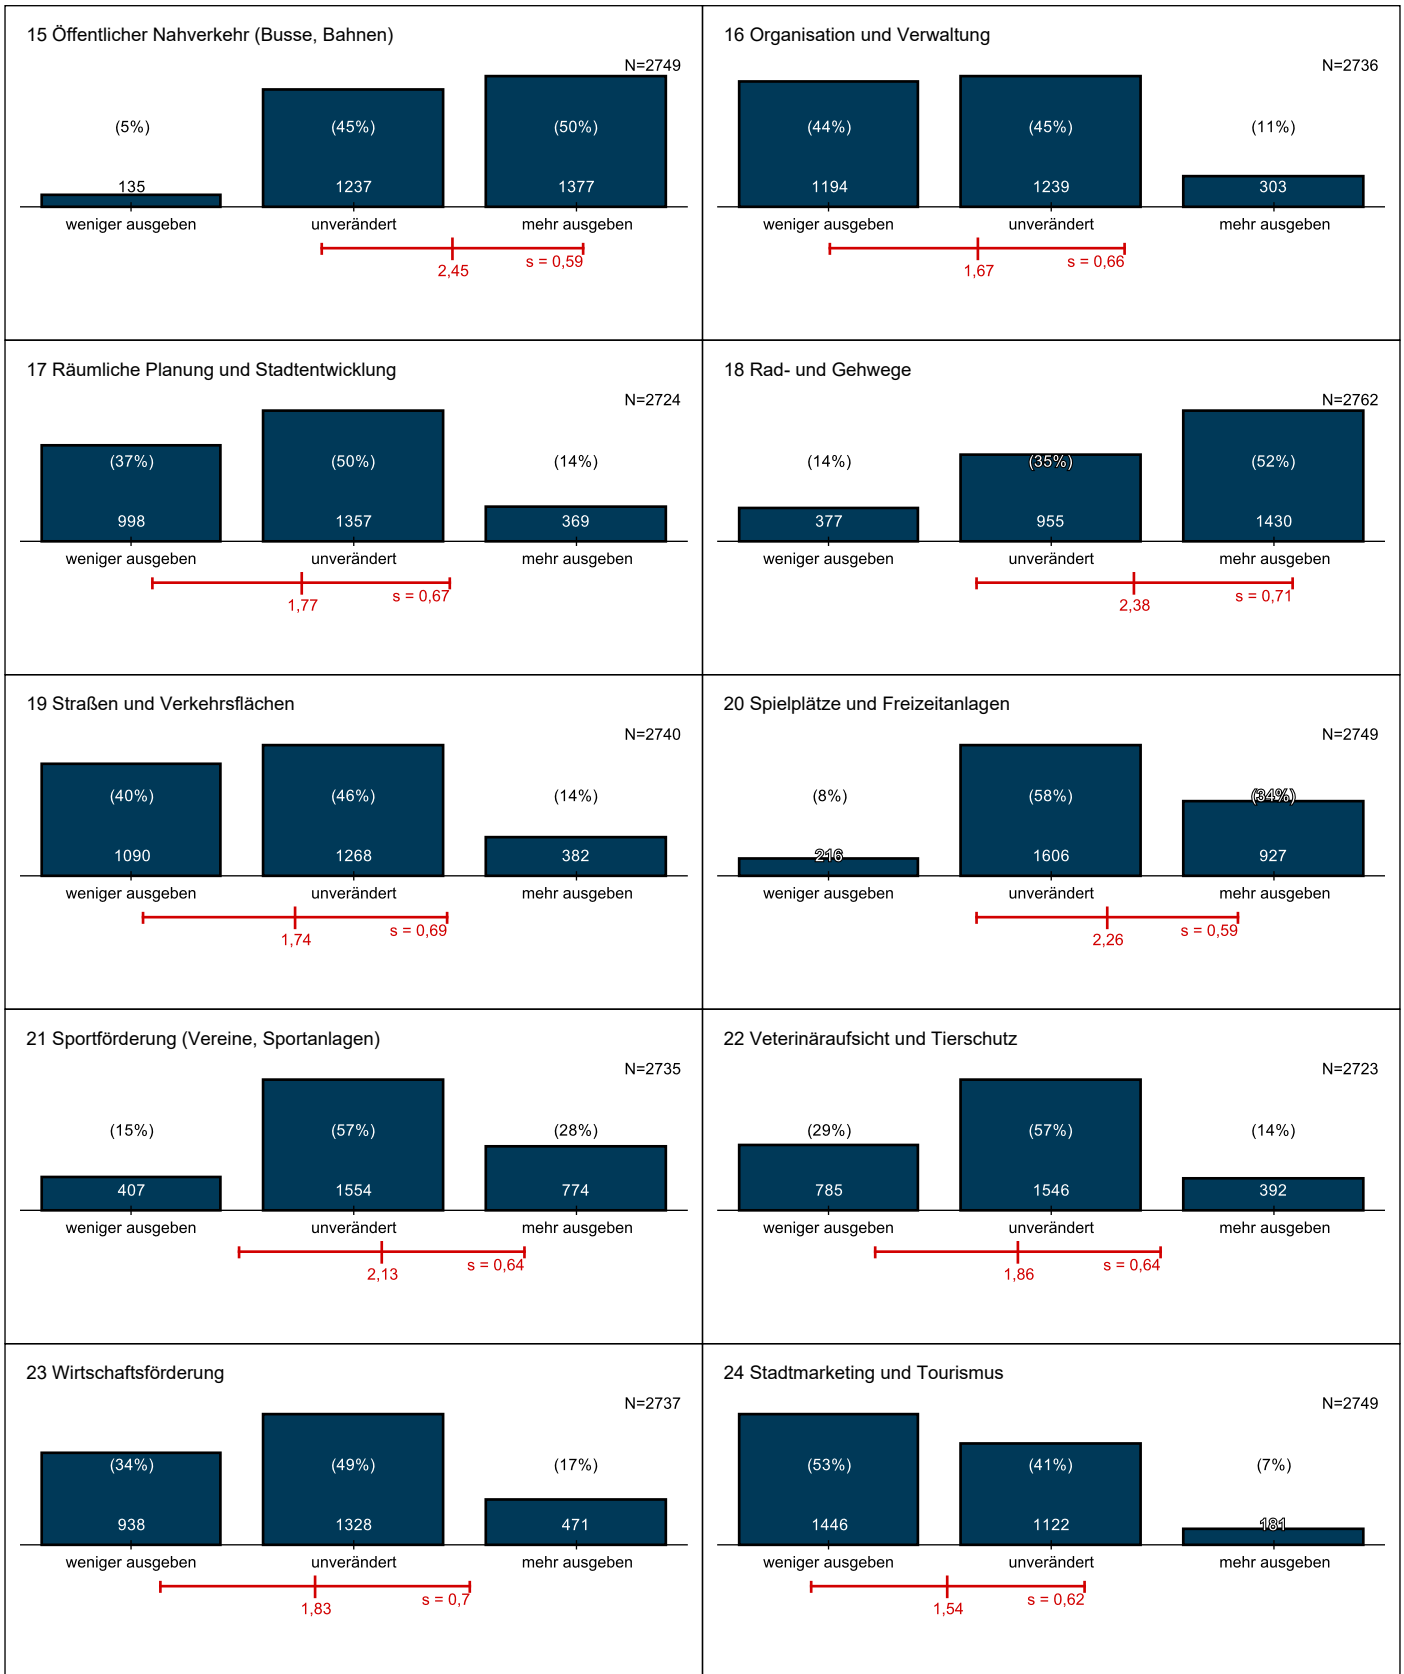 15 Öffentlicher Nahverkehr (Busse, Bahnen)
N=2749
(5%) (45%) (50%)
135 1237 1377
weniger ausgeben unverändert mehr ausgeben
2,45 s = 0,59
16 Organisation und Verwaltung
N=2736
(44%) (45%) (11%)
1194 1239 303
weniger ausgeben unverändert mehr ausgeben
1,67 s = 0,66
17 Räumliche Planung und Stadtentwicklung
N=2724
(37%) (50%) (14%)
998 1357 369
weniger ausgeben unverändert mehr ausgeben
1,77 s = 0,67
18 Rad- und Gehwege
N=2762
(14%) (35%) (52%)
377 955 1430
weniger ausgeben unverändert mehr ausgeben
2,38 s = 0,71
19 Straßen und Verkehrsflächen
N=2740
(40%) (46%) (14%)
1090 1268 382
weniger ausgeben unverändert mehr ausgeben
1,74 s = 0,69
20 Spielplätze und Freizeitanlagen
N=2749
(8%) (58%) (34%)
216 1606 927
weniger ausgeben unverändert mehr ausgeben
2,26 s = 0,59
21 Sportförderung (Vereine, Sportanlagen)
N=2735
(15%) (57%) (28%)
407 1554 774
weniger ausgeben unverändert mehr ausgeben
2,13 s = 0,64
22 Veterinäraufsicht und Tierschutz
N=2723
(29%) (57%) (14%)
785 1546 392
weniger ausgeben unverändert mehr ausgeben
1,86 s = 0,64
23 Wirtschaftsförderung
N=2737
(34%) (49%) (17%)
938 1328 471
weniger ausgeben unverändert mehr ausgeben
1,83 s = 0,7
24 Stadtmarketing und Tourismus
N=2749
(53%) (41%) (7%)
1446 1122 181
weniger ausgeben unverändert mehr ausgeben
1,54 s = 0,62